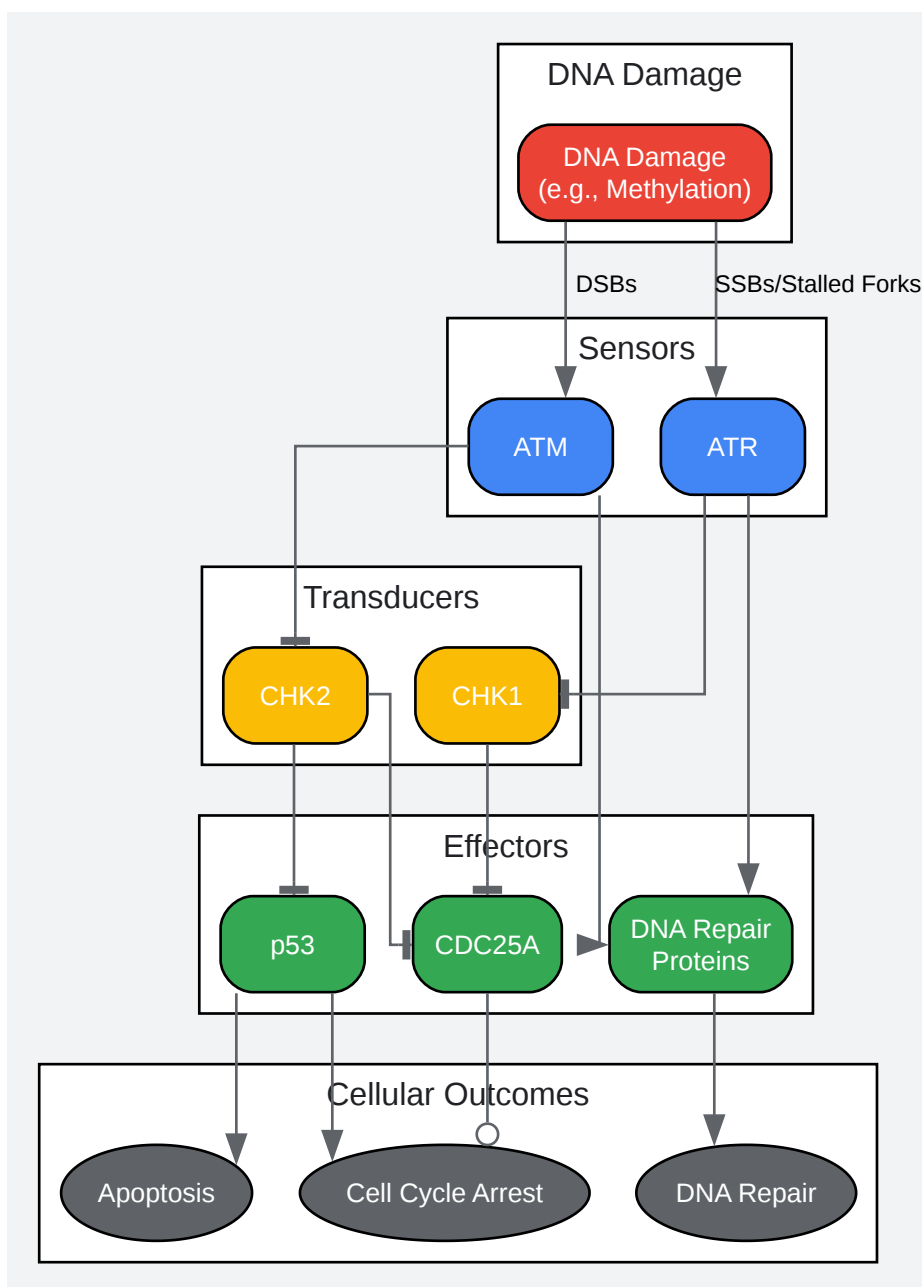 DNA Damage
DNA Damage
(e.g., Methylation)
DSBs
SSBs/Stalled Forks
Sensors
ATM
ATR
Transducers
CHK2
CHK1
Effectors
p53
CDC25A
DNA Repair
Proteins
Cellular Outcomes
Apoptosis
Cell Cycle Arrest
DNA Repair